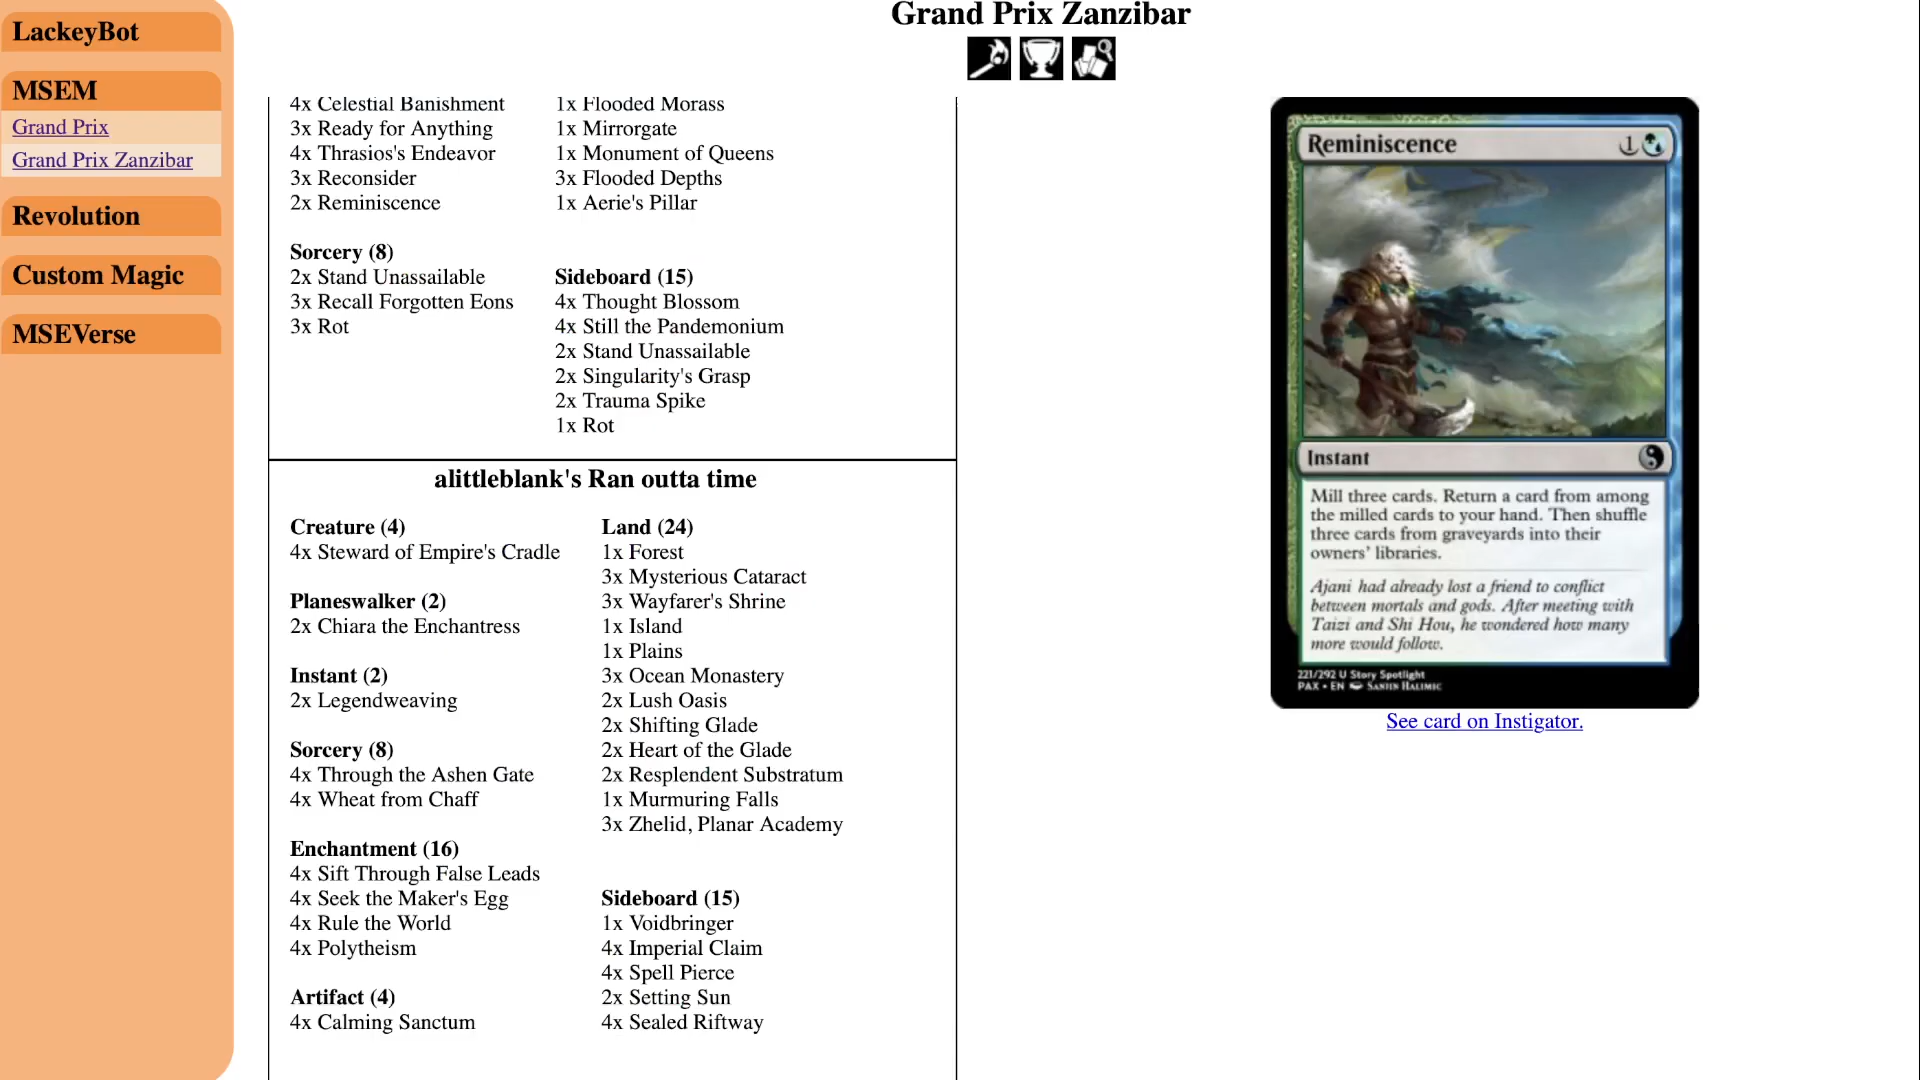 LackeyBot
MSEM
Grand Prix
Grand Prix Zanzibar
Revolution
Custom Magic
MSEVerse
Grand Prix Zanzibar
4x Celestial Banishment
3x Ready for Anything
4x Thrasios's Endeavor
3x Reconsider
2x Reminiscence
Sorcery (8)
2x Stand Unassailable
3x Recall Forgotten Eons
3x Rot
1x Flooded Morass
1x Mirrorgate
1x Monument of Queens
3x Flooded Depths
1x Aerie's Pillar
Sideboard (15)
4x Thought Blossom
4x Still the Pandemonium
2x Stand Unassailable
2x Singularity's Grasp
2x Trauma Spike
1x Rot
alittleblank's Ran outta time
Creature (4)
4x Steward of Empire's Cradle
Planeswalker (2)
2x Chiara the Enchantress
Instant (2)
2x Legendweaving
Sorcery (8)
4x Through the Ashen Gate
4x Wheat from Chaff
Enchantment (16)
4x Sift Through False Leads
4x Seek the Maker's Egg
4x Rule the World
4x Polytheism
Artifact (4)
4x Calming Sanctum
Land (24)
1x Forest
3x Mysterious Cataract
3x Wayfarer's Shrine
1x Island
1x Plains
3x Ocean Monastery
2x Lush Oasis
2x Shifting Glade
2x Heart of the Glade
2x Resplendent Substratum
1x Murmuring Falls
3x Zhelid, Planar Academy
Sideboard (15)
1x Voidbringer
4x Imperial Claim
4x Spell Pierce
2x Setting Sun
4x Sealed Riftway
Reminiscence 1
Instant
Mill three cards. Return a card from among
the milled cards to your hand. Then shuffle
three cards from graveyards into their
owners' libraries.
Ajani had already lost a friend to conflict
between mortals and gods. After meeting with
Taizi and Shi Hou, he wondered how many
more would follow.
221/292 U Story Spotlight
PAX • EN Santin Halimic
See card on Instigator.